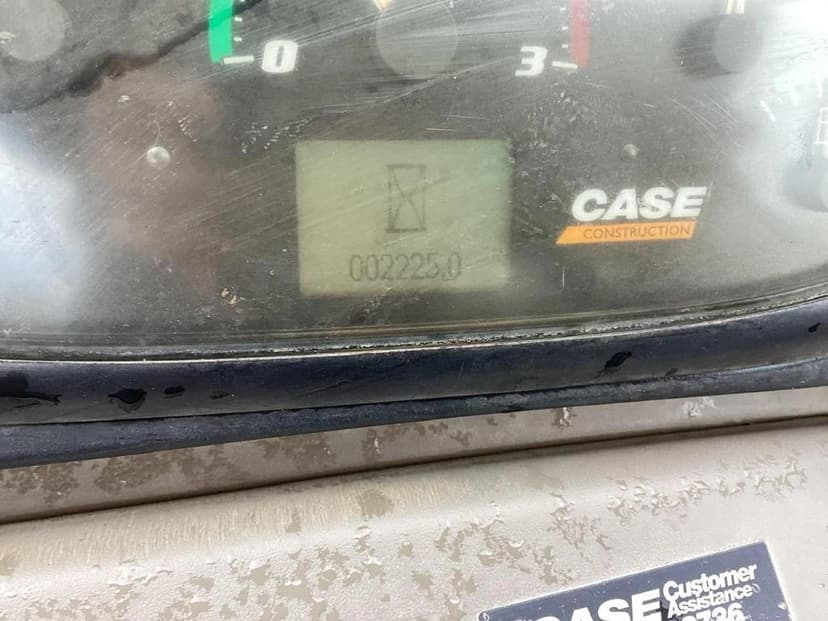 0
3
CASE
CONSTRUCTION
002225.0
CASE
Customer
Assistance